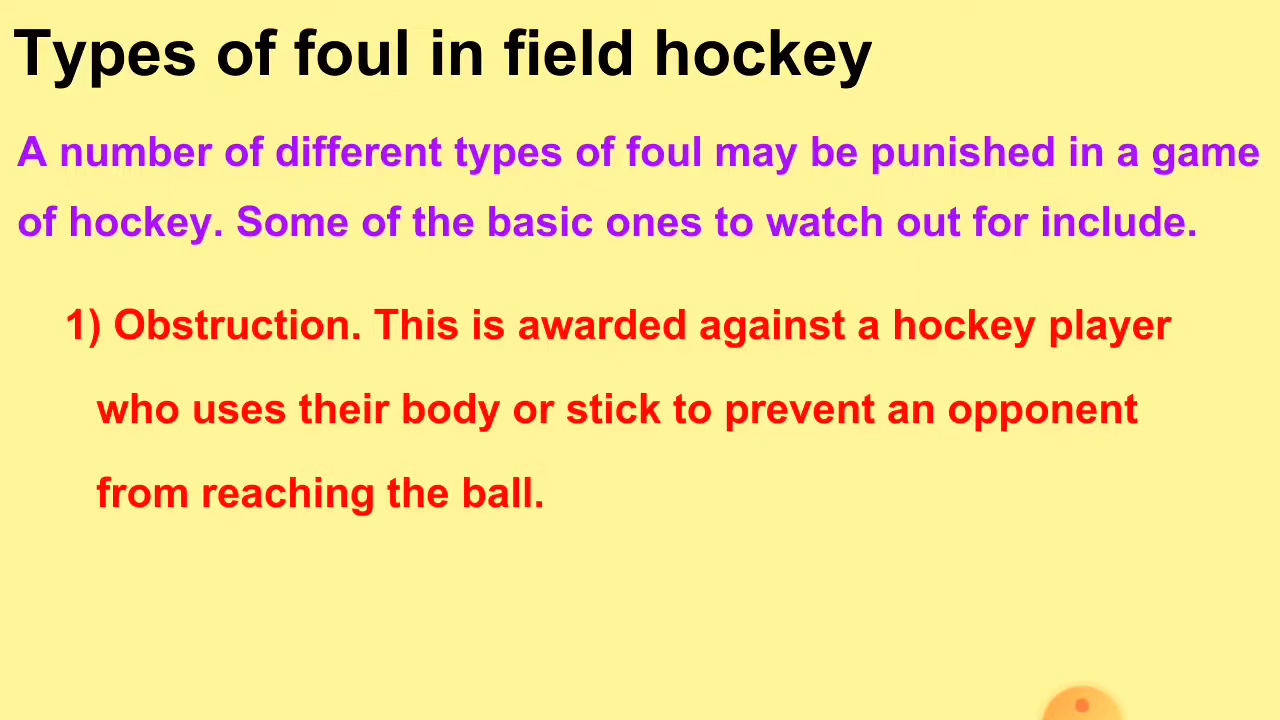 Types of foul in field hockey
A number of different types of foul may be punished in a game
of hockey. Some of the basic ones to watch out for include.
1) Obstruction. This is awarded against a hockey player
who uses their body or stick to prevent an opponent
from reaching the ball.